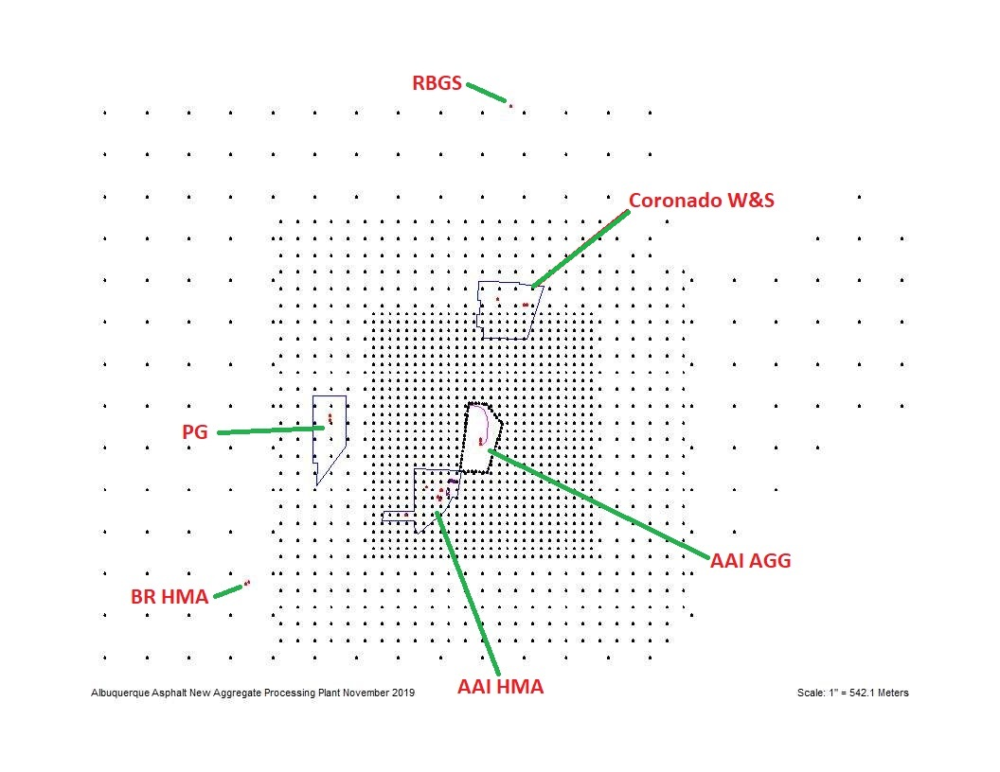 RBGS
Coronado W&S
PG
AAI AGG
BR HMA
AAI HMA
Albuquerque Asphalt New Aggregate Processing Plant November 2019
Scale: 1" = 542.1 Meters